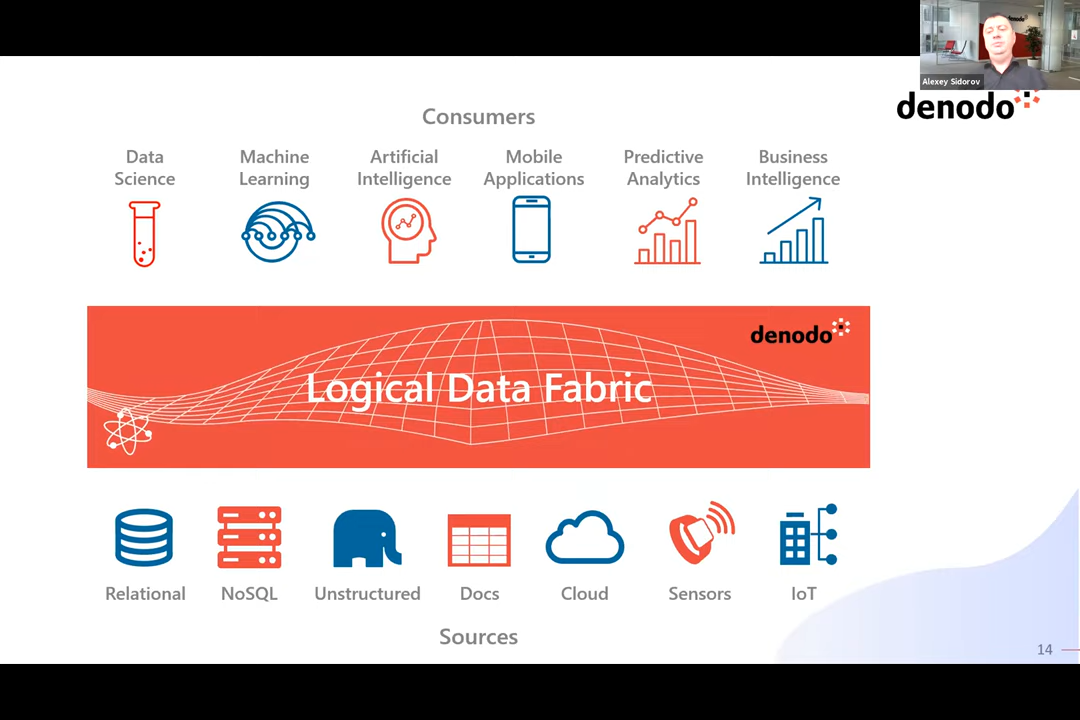 Alexey Sidorov
denodo
Consumers
Data
Science
Machine
Learning
Artificial
Intelligence
Mobile
Applications
Predictive
Analytics
Business
Intelligence
denodo
Logical Data Fabric
Relational
NoSQL
Unstructured
Docs
Cloud
Sensors
IoT
Sources
14